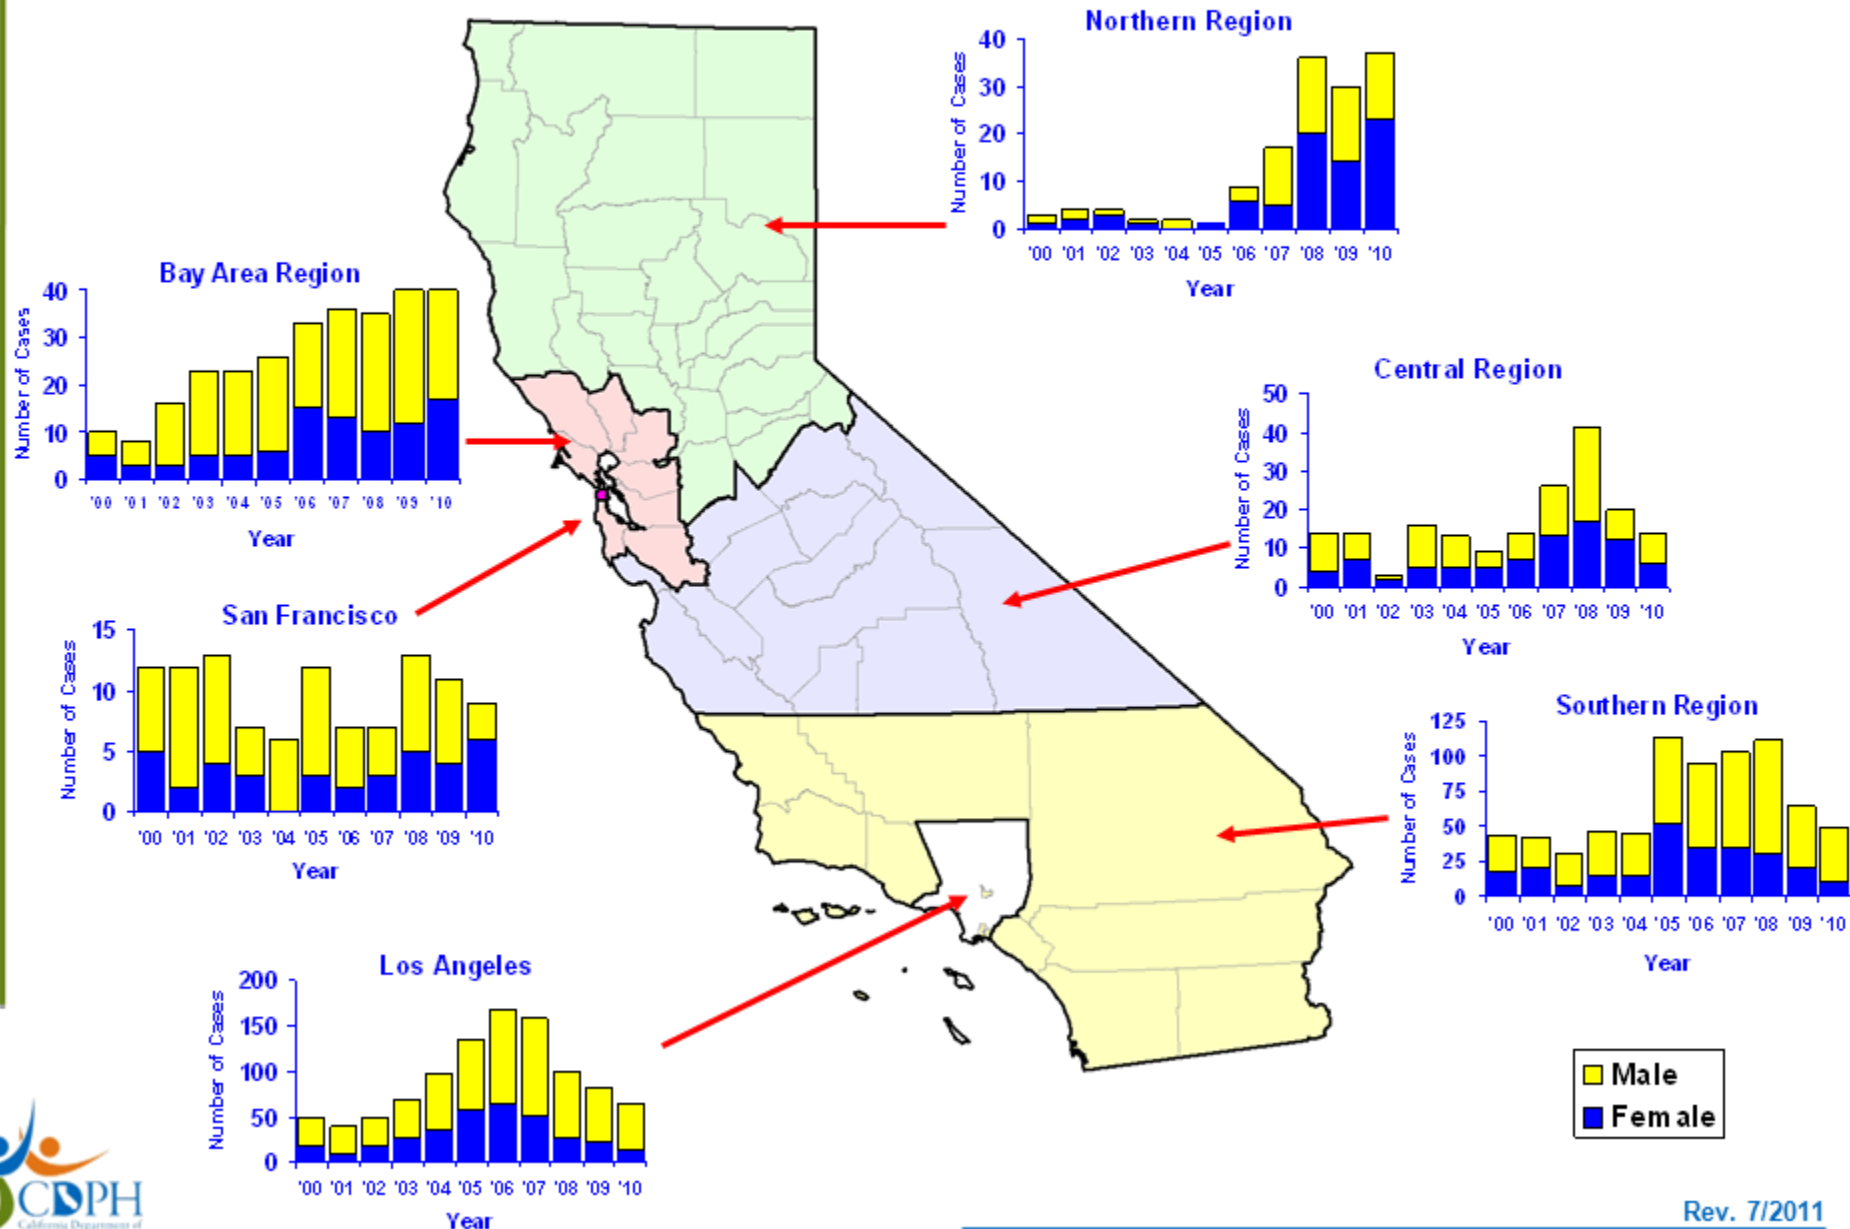 Northern Region
Number of Cases
40
30
20
10
0
'00 '01 '02 '03 '04 '05 '06 '07 '08 '09 '10
Year
Bay Area Region
Number of Cases
40
30
20
10
0
'00 '01 '02 '03 '04 '05 '06 '07 '08 '09 '10
Year
Central Region
Number of Cases
50
40
30
20
10
0
'00 '01 '02 '03 '04 '05 '06 '07 '08 '09 '10
Year
San Francisco
Number of Cases
15
10
5
0
'00 '01 '02 '03 '04 '05 '06 '07 '08 '09 '10
Year
Southern Region
Number of Cases
125
100
75
50
25
0
'00 '01 '02 '03 '04 '05 '06 '07 '08 '09 '10
Year
Los Angeles
Number of Cases
200
150
100
50
0
'00 '01 '02 '03 '04 '05 '06 '07 '08 '09 '10
Year
Male
Female
CDPH
California Department of
Rev. 7/2011